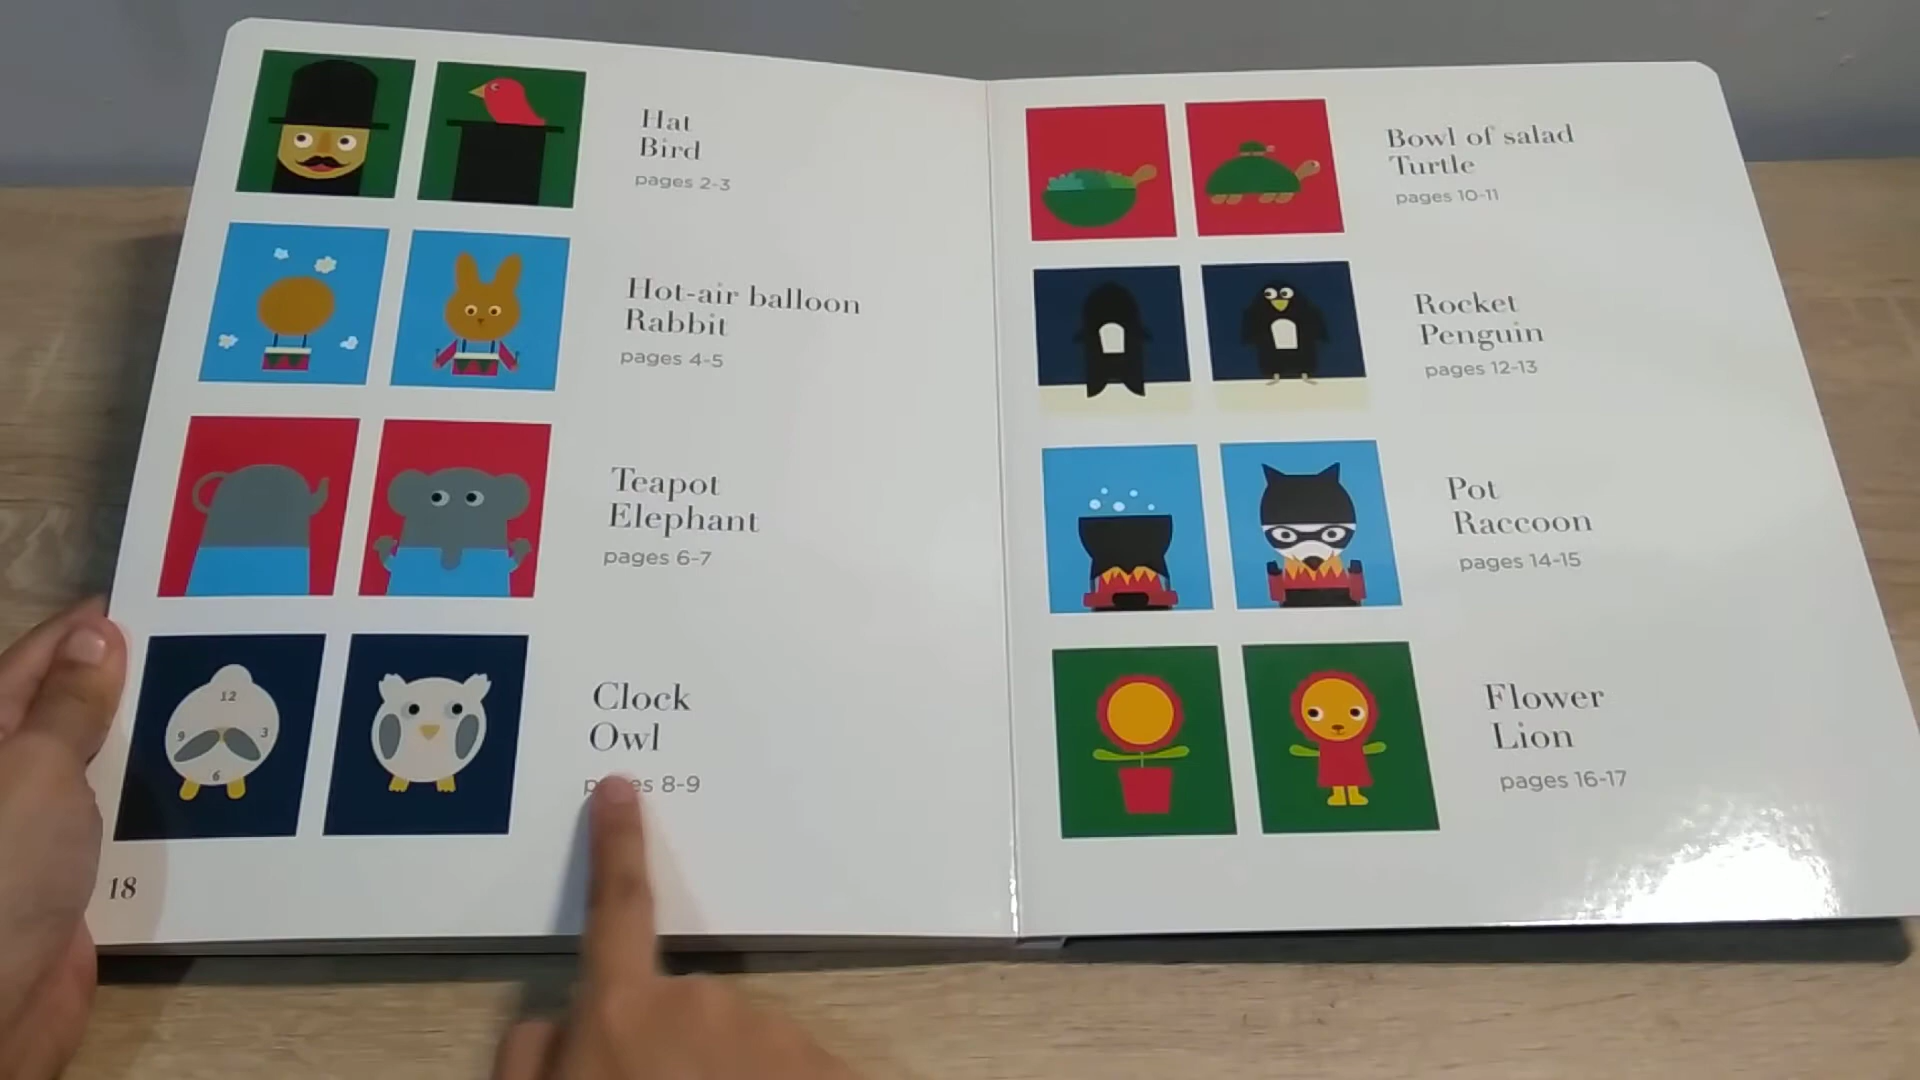 Hat
Bird
pages 2-3
Hot-air balloon
Rabbit
pages 4-5
Teapot
Elephant
pages 6-7
12
9 3
6
Clock
Owl
pages 8-9
18
Bowl of salad
Turtle
pages 10-11
Rocket
Penguin
pages 12-13
Pot
Raccoon
pages 14-15
Flower
Lion
pages 16-17